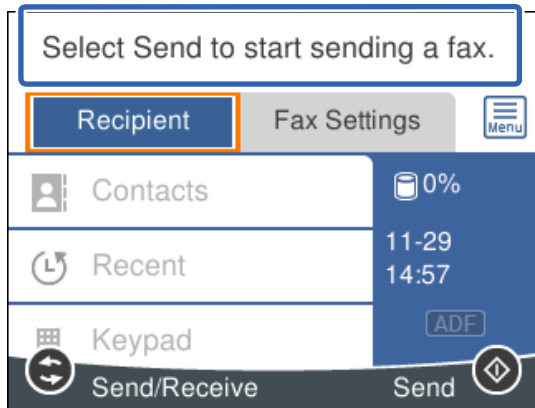 Select Send to start sending a fax.
Recipient
Fax Settings
Menu
Contacts
0%
Recent
11-29
14:57
Keypad
ADF
Send/Receive
Send